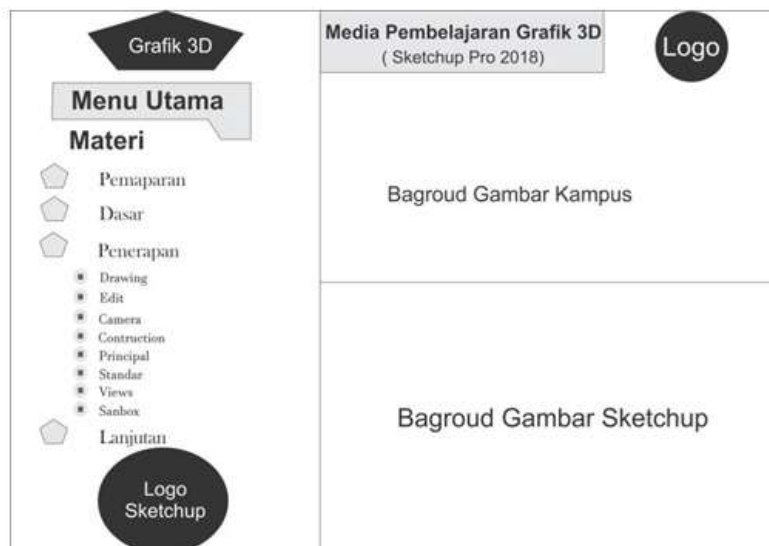 Grafik 3D
Menu Utama
Materi
Pemaparan
Dasar
Penerapan
Drawing
Edit
Camera
Contruction
Principal
Standar
Views
Sanbox
Lanjutan
Logo
Sketchup
Media Pembelajaran Grafik 3D
( Sketchup Pro 2018)
Logo
Bagroud Gambar Kampus
Bagroud Gambar Sketchup